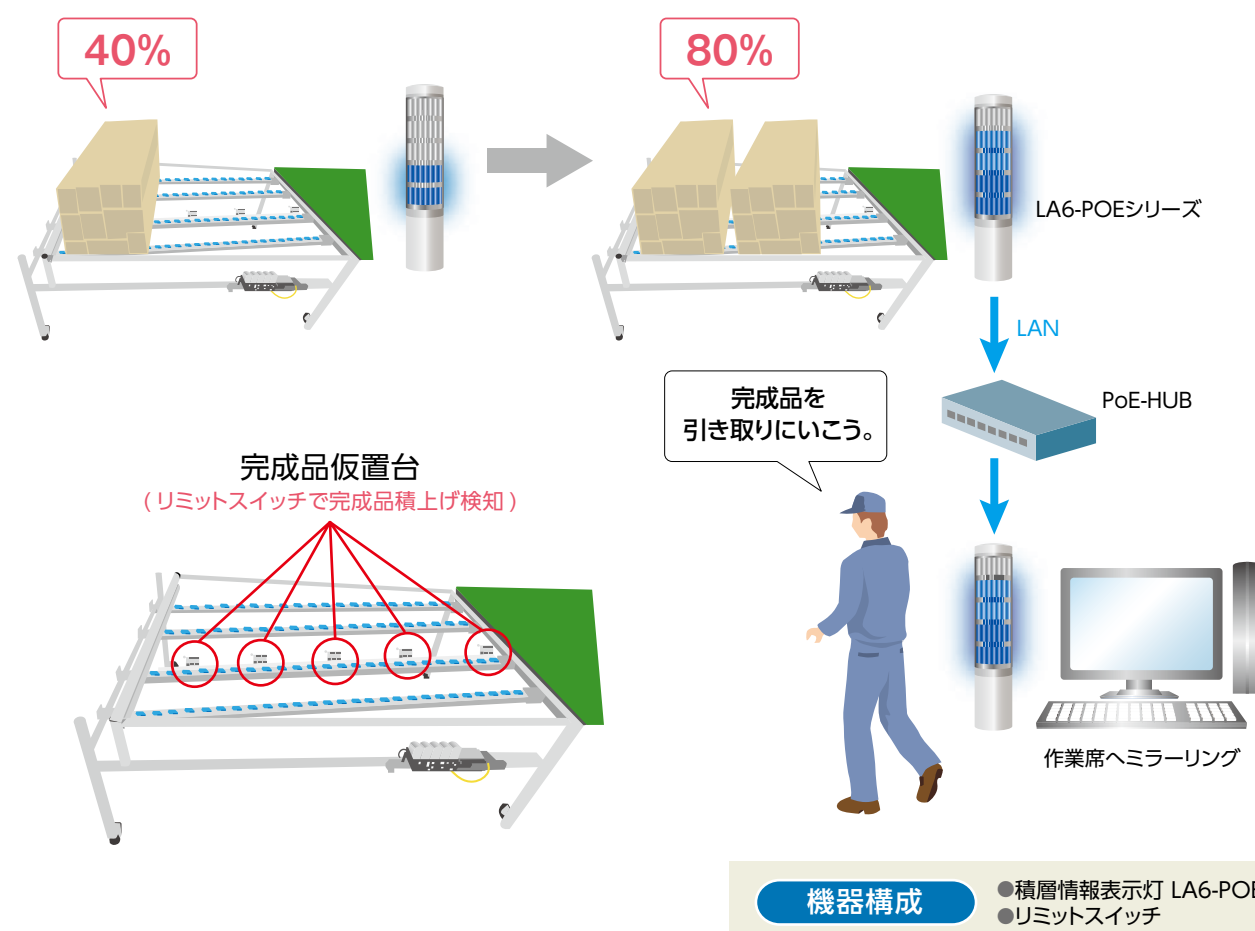 40%
80%
LA6-POEシリーズ
LAN
PoE-HUB
完成品を
引き取りにいこう。
完成品仮置台
(リミットスイッチで完成品積上げ検知)
作業席へミラーリング
機器構成
●積層情報表示灯 LA6-POE
●リミットスイッチ